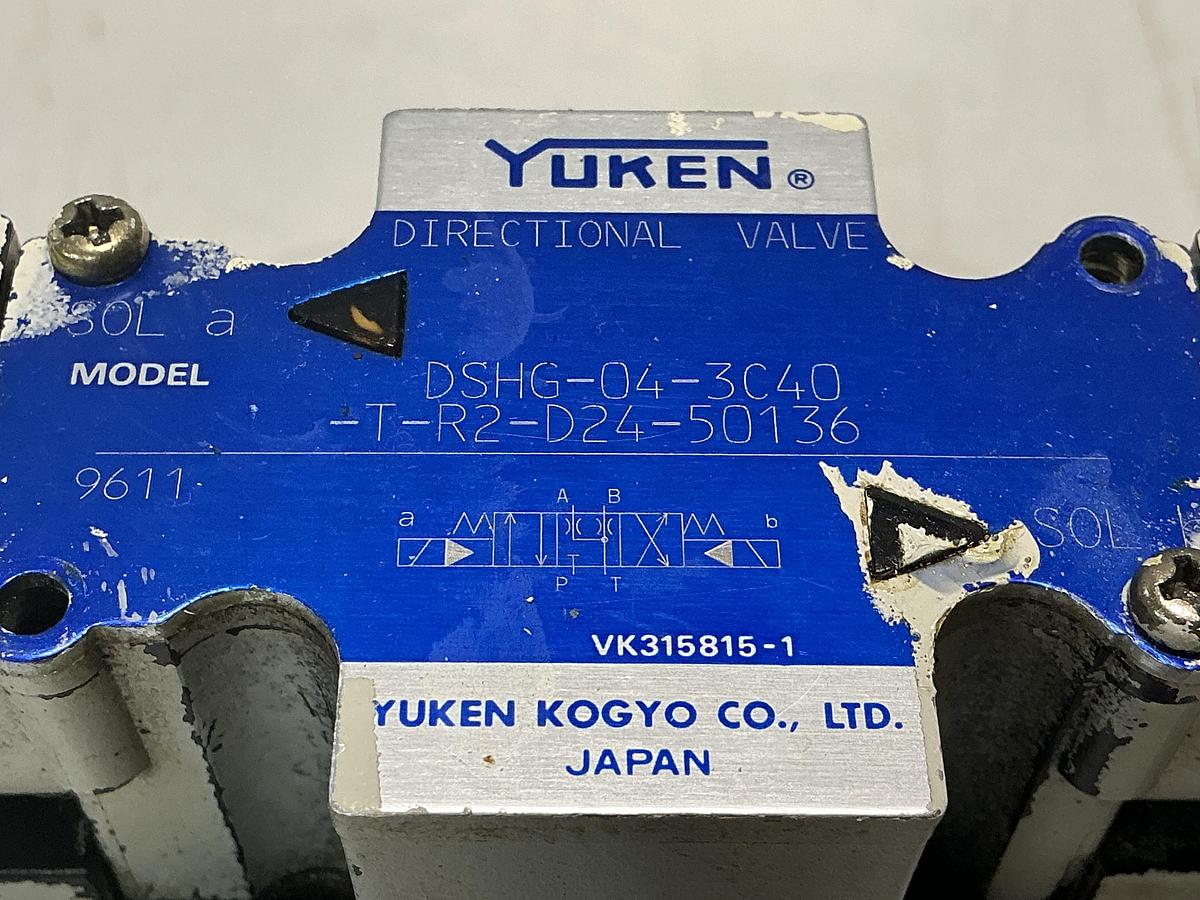 YUKEN®
DIRECTIONAL VALVE
SOL a
MODEL DSHG-04-3C40
-T-R2-D24-50136
9611
A B
a b
SOL
P T
VK315815-1
YUKEN KOGYO CO., LTD.
JAPAN